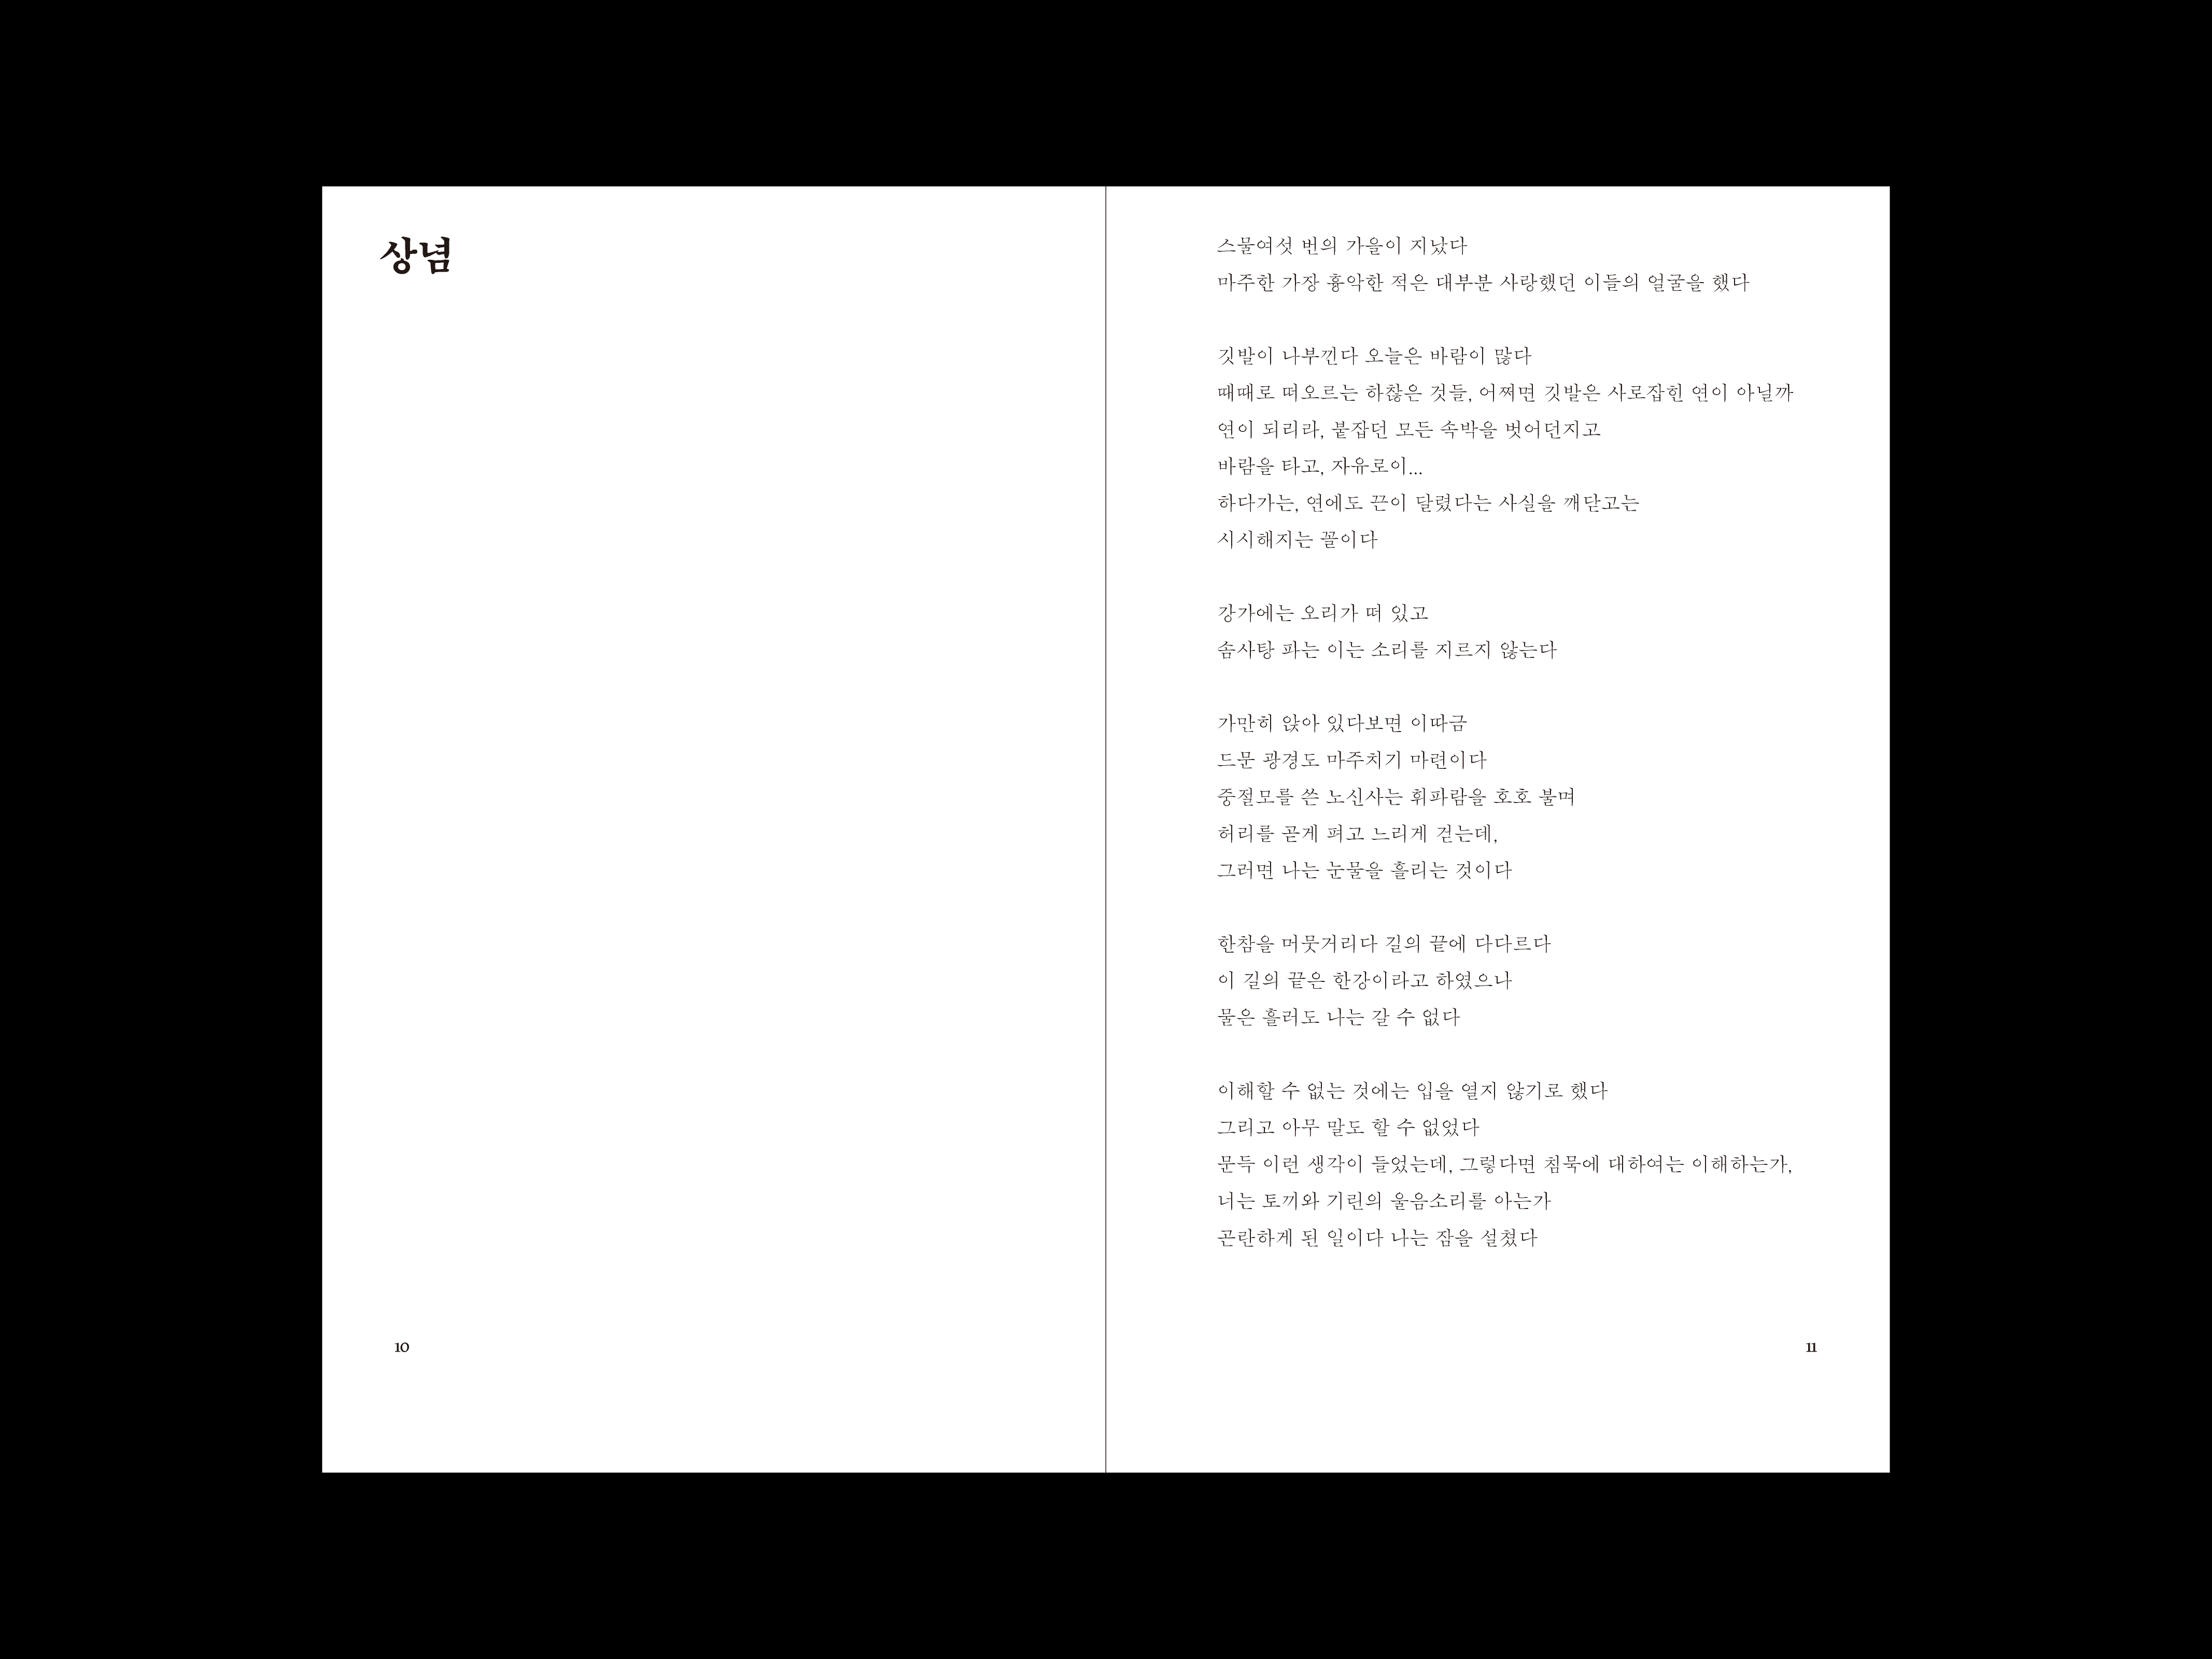 상념
스물여섯 번의 가을이 지났다
마주한 가장 흉악한 적은 대부분 사랑했던 이들의 얼굴을 했다
깃발이 나부낀다 오늘은 바람이 많다
때때로 떠오르는 하찮은 것들, 어쩌면 깃발은 사로잡힌 연이 아닐까
연이 되리라, 붙잡던 모든 속박을 벗어던지고
바람을 타고, 자유로이...
하다가는, 연에도 끈이 달렸다는 사실을 깨닫고는
시시해지는 꼴이다
강가에는 오리가 떠 있고
솜사탕 파는 이는 소리를 지르지 않는다
가만히 앉아 있다보면 이따금
드문 광경도 마주치기 마련이다
중절모를 쓴 노신사는 휘파람을 호호 불며
허리를 곧게 펴고 느리게 걷는데,
그러면 나는 눈물을 흘리는 것이다
한참을 머뭇거리다 길의 끝에 다다르다
이 길의 끝은 한강이라고 하였으나
물은 흘러도 나는 갈 수 없다
이해할 수 없는 것에는 입을 열지 않기로 했다
그리고 아무 말도 할 수 없었다
문득 이런 생각이 들었는데, 그렇다면 침묵에 대하여는 이해하는가,
너는 토끼와 기린의 울음소리를 아는가
곤란하게 된 일이다 나는 잠을 설쳤다
10
11